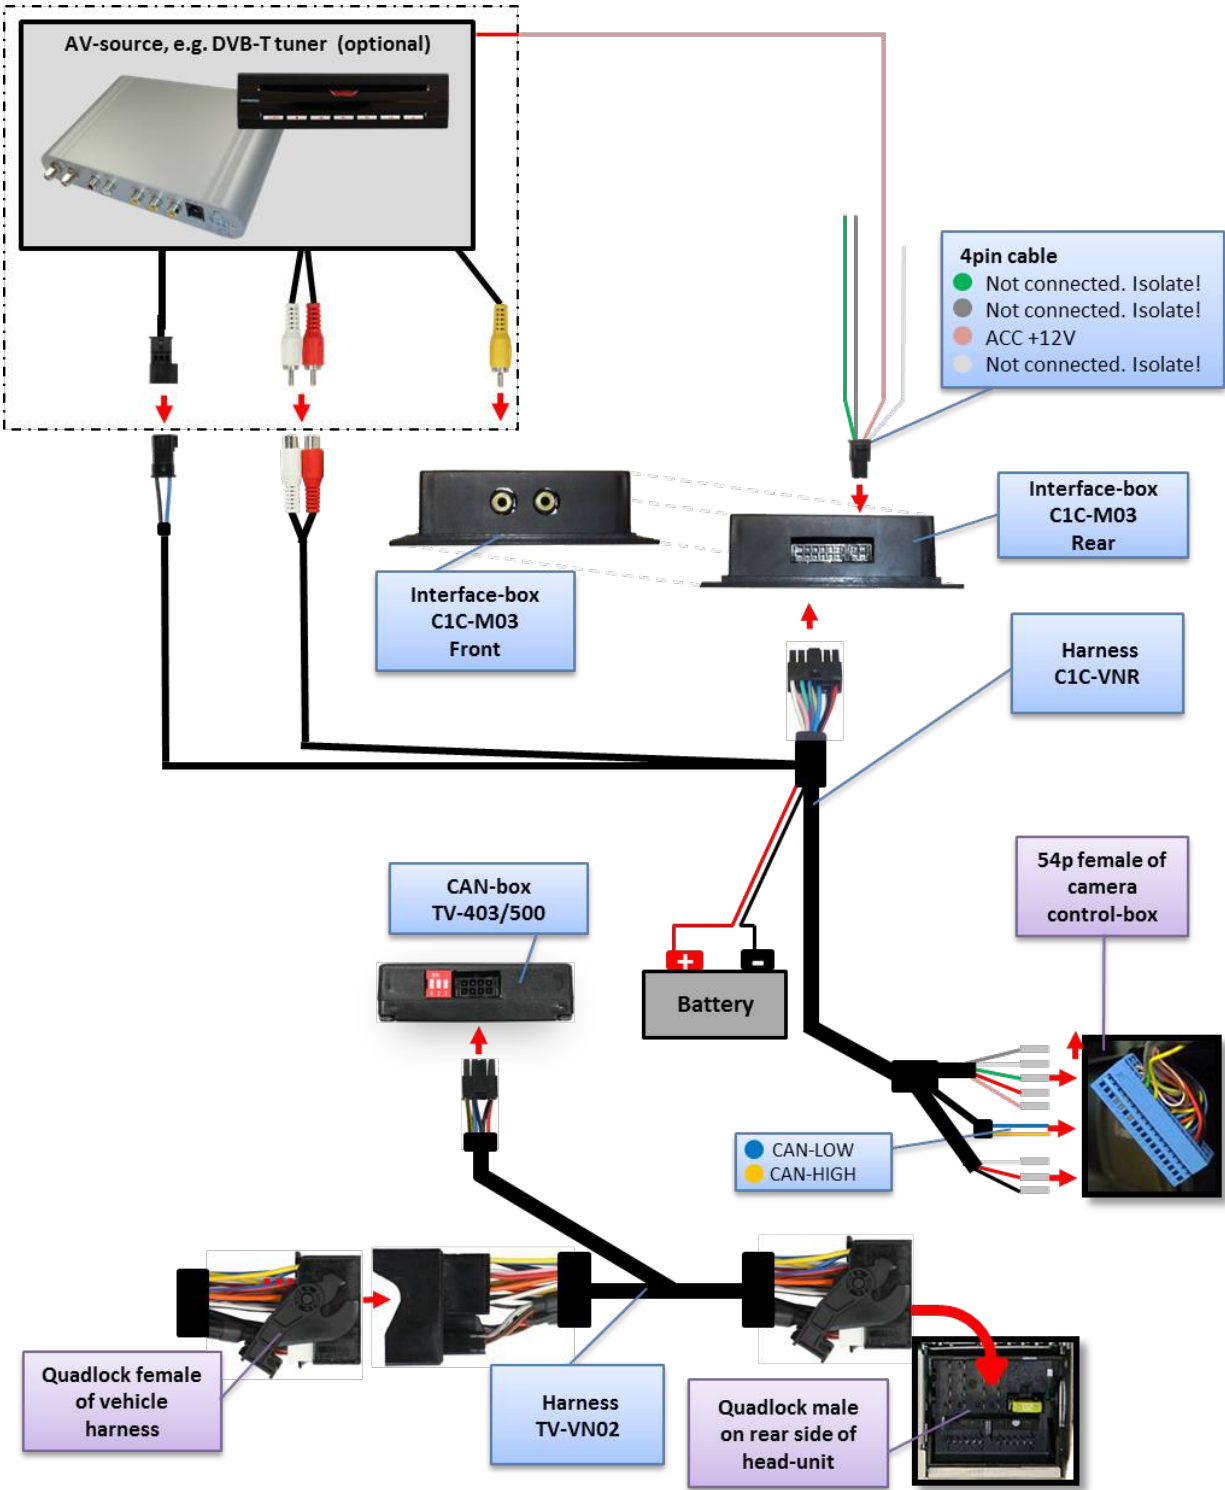 AV-source, e.g. DVB-T tuner (optional)
4pin cable
Not connected. Isolate!
Not connected. Isolate!
ACC +12V
Not connected. Isolate!
Interface-box
C1C-M03
Rear
Interface-box
C1C-M03
Front
Harness
C1C-VNR
CAN-box
TV-403/500
54p female of
camera
control-box
+
-
Battery
CAN-LOW
CAN-HIGH
Quadlock female
of vehicle
harness
Harness
TV-VN02
Quadlock male
on rear side of
head-unit